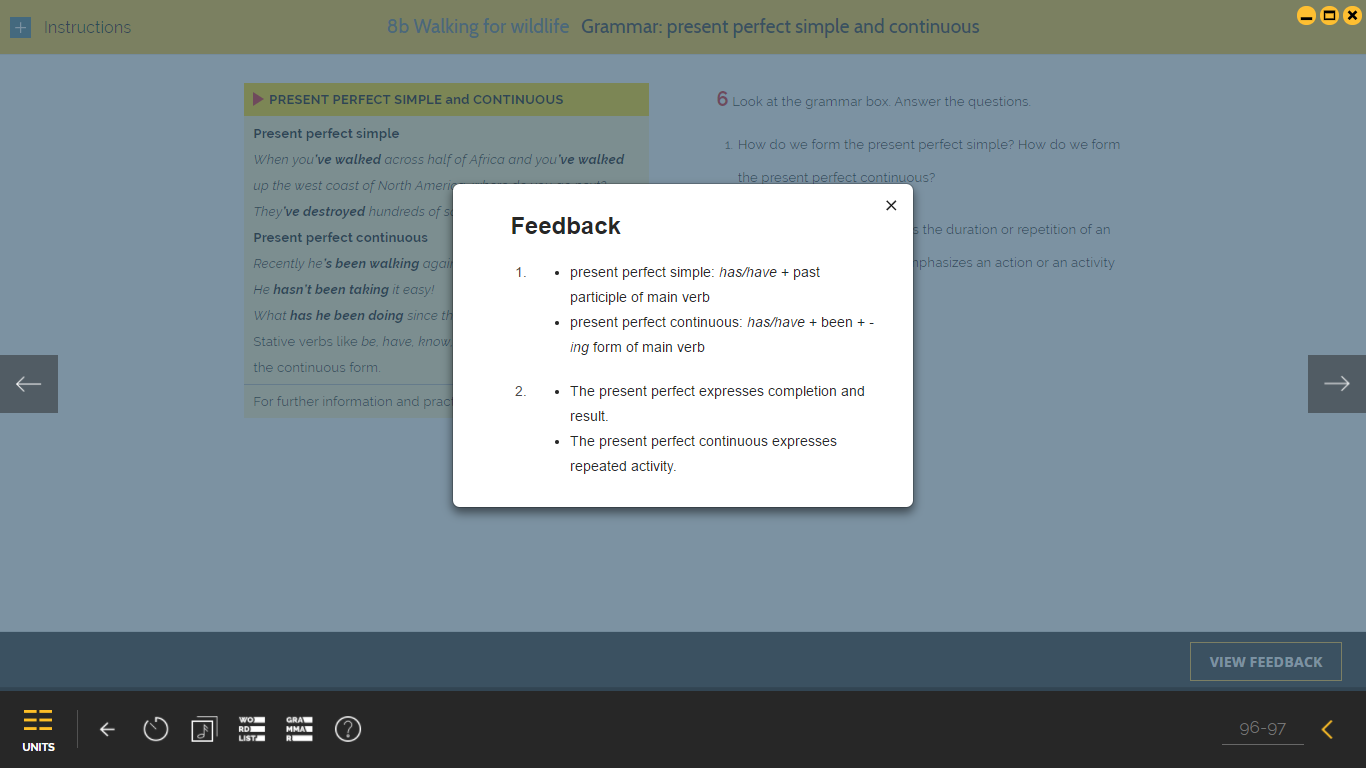 Instructions
8b Walking for wildlife Grammar: present perfect simple and continuous
PRESENT PERFECT SIMPLE and CONTINUOUS
Present perfect simple
When you've walked across half of Africa and you've walked
up the west coast of North America, where do you go next?
They've destroyed hundreds of
Present perfect continuous
Recently he's been walking again
He hasn't been taking it easy!
What has he been doing since
Stative verbs like be, have, know,
the continuous form.
For further information and
6 Look at the grammar box. Answer the questions.
1. How do we form the present perfect simple? How do we form
the present perfect continuous?
the duration or repetition of an
emphasizes an action or an activity
×
Feedback
1. • present perfect simple: has/have + past
participle of main verb
• present perfect continuous: has/have + been + -
ing form of main verb
2. • The present perfect expresses completion and
result.
• The present perfect continuous expresses
repeated activity.
VIEW FEEDBACK
UNITS
WO
RD
LIST
GRA
MMA
R
?
96-97